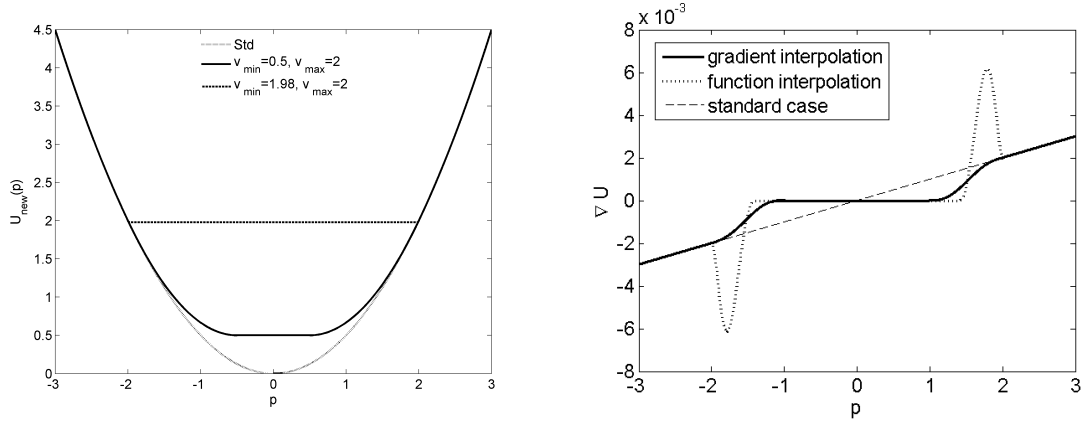 4.5
4
3.5
3
2.5
2
1.5
1
0.5
0
-3 -2 -1 0 1 2 3
p
U_new(p)
Std
v_min=0.5, v_max=2
v_min=1.98, v_max=2
x 10^-3
8
6
4
2
0
-2
-4
-6
-8
-3 -2 -1 0 1 2 3
p
∇ U
gradient interpolation
function interpolation
standard case